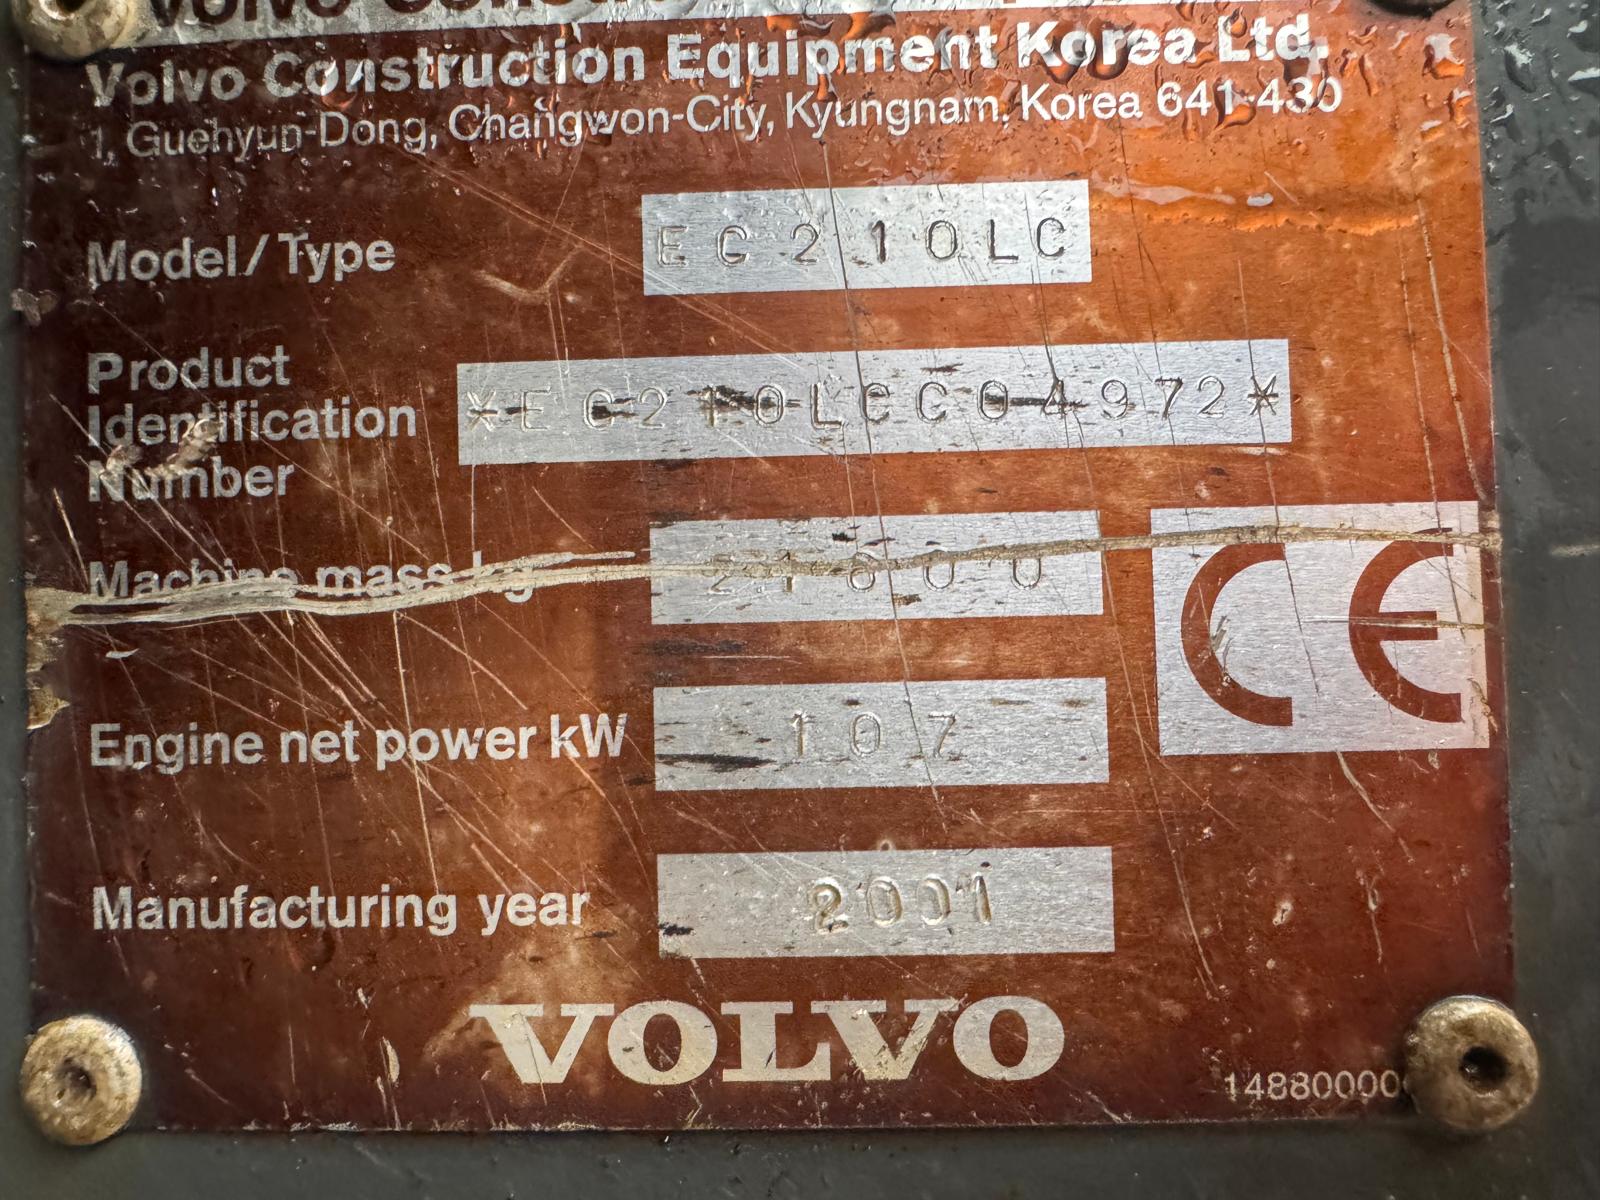 Volvo Construction Equipment Korea Ltd.
1, Guehyun-Dong, Changwon-City, Kyungnam, Korea 641-430
Model/Type EC210LC
Product Identification Number *EC210LCC04972*
Machine mass kg 21600
Engine net power kW 107
Manufacturing year 2001
CE
VOLVO
1488000